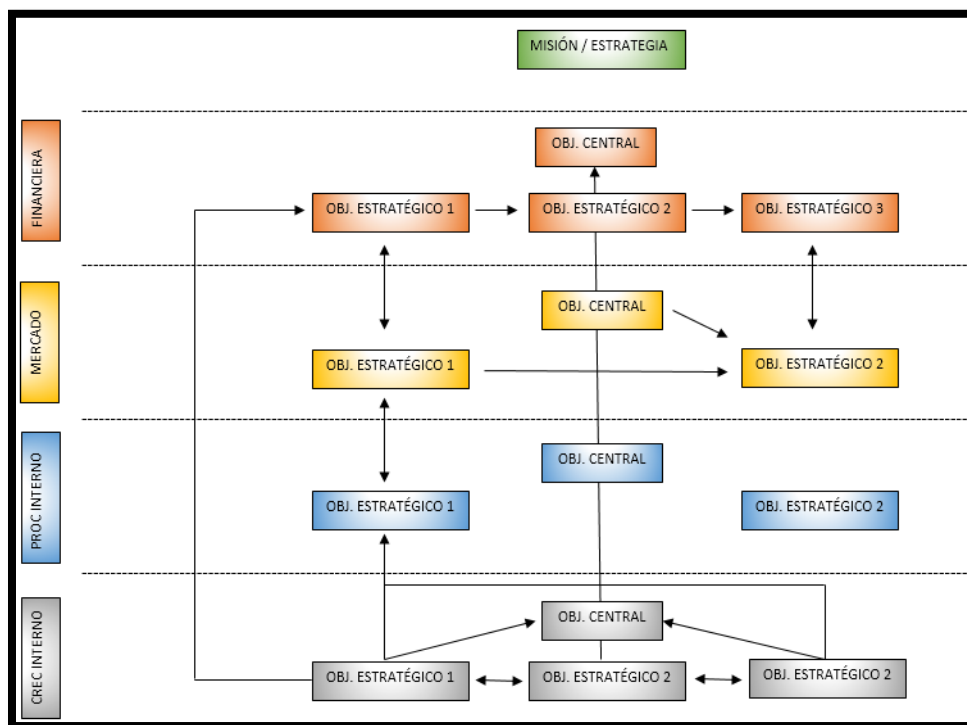 MISIÓN / ESTRATEGIA
FINANCIERA
OBJ. CENTRAL
OBJ. ESTRATÉGICO 1
OBJ. ESTRATÉGICO 2
OBJ. ESTRATÉGICO 3
MERCADO
OBJ. CENTRAL
OBJ. ESTRATÉGICO 1
OBJ. ESTRATÉGICO 2
PROC INTERNO
OBJ. CENTRAL
OBJ. ESTRATÉGICO 1
OBJ. ESTRATÉGICO 2
CREC INTERNO
OBJ. CENTRAL
OBJ. ESTRATÉGICO 1
OBJ. ESTRATÉGICO 2
OBJ. ESTRATÉGICO 2